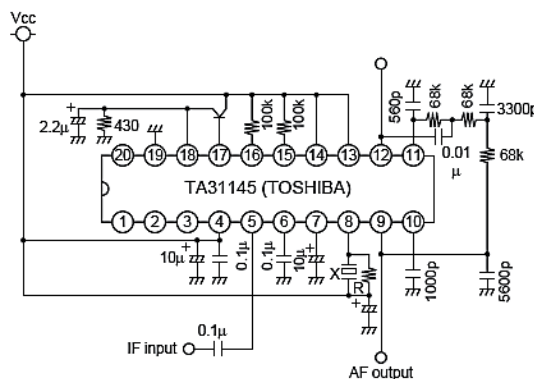 Vcc
2.2μ
+
430
100k
100k
560p
68k
68k
3300p
0.01
μ
68k
20
19
18
17
16
15
14
13
12
11
TA31145 (TOSHIBA)
1
2
3
4
5
6
7
8
9
10
10μ
+
0.1μ
0.1μ
10μ
+
X
R
+
1000p
5600p
0.1μ
IF input
AF output